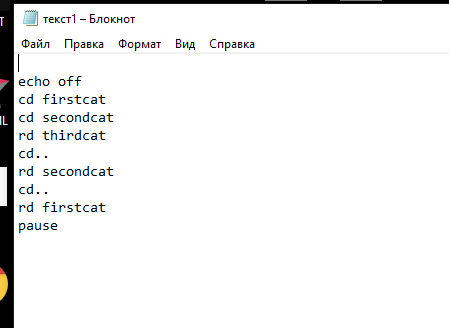 т
текст1 – Блокнот
Файл Правка Формат Вид Справка
echo off
cd firstcat
cd secondcat
rd thirdcat
cd..
rd secondcat
cd..
rd firstcat
pause
IL